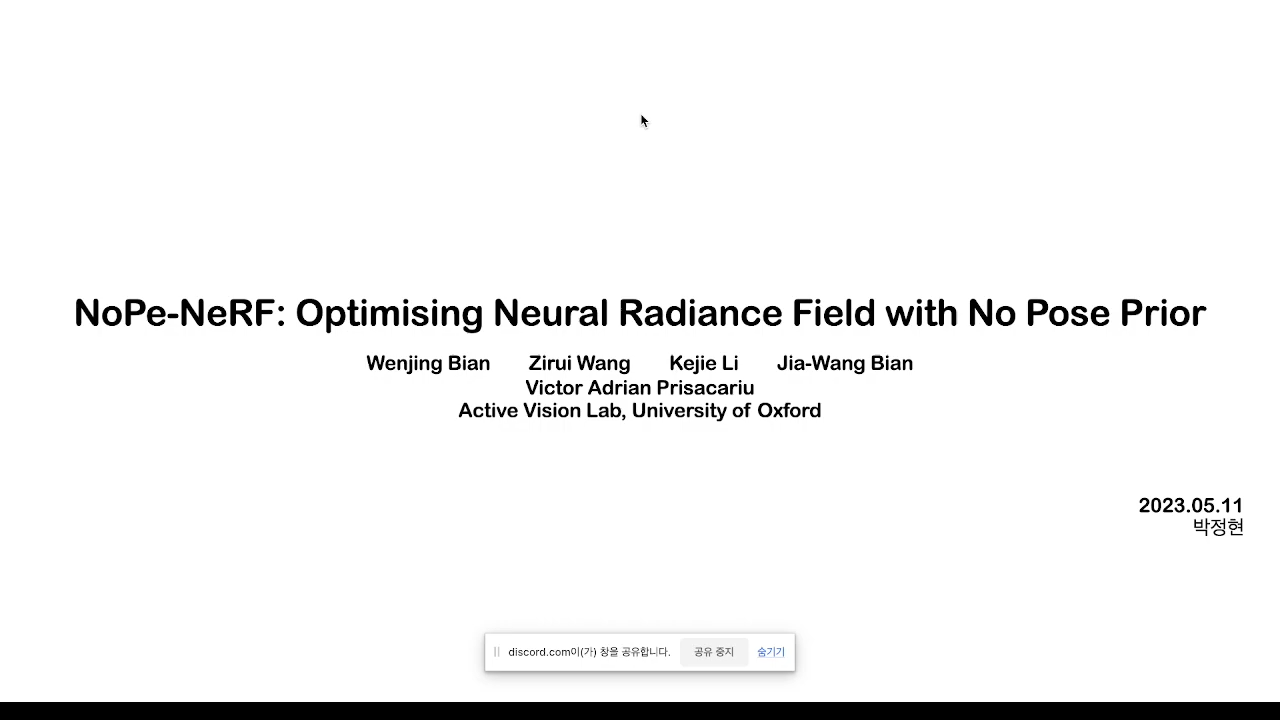 NoPe-NeRF: Optimising Neural Radiance Field with No Pose Prior
Wenjing Bian Zirui Wang Kejie Li Jia-Wang Bian
Victor Adrian Prisacariu
Active Vision Lab, University of Oxford
2023.05.11
박정현
discord.com이(가) 창을 공유합니다. 공유 중지 숨기기